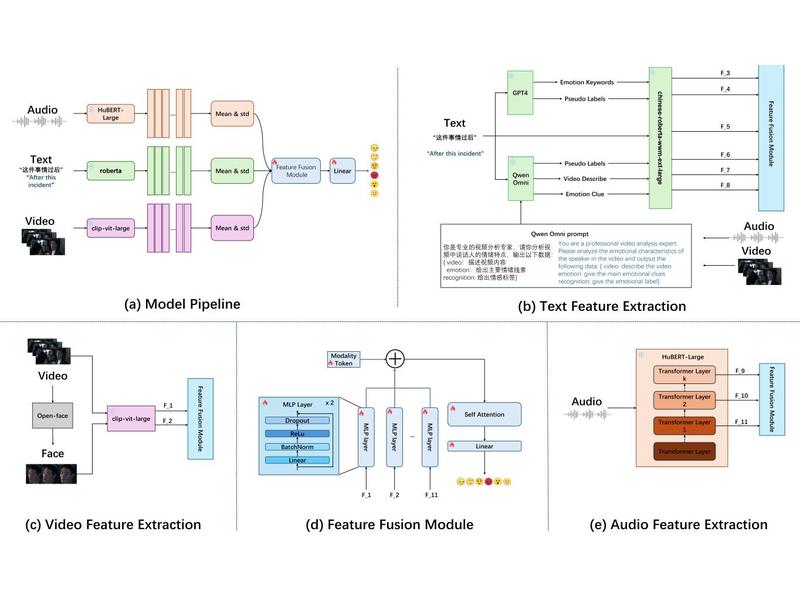 Audio
HuBERT-
Large
Mean & std
Text
"这件事情过后"
"After this
incident"
roberta
Mean & std
Feature Fusion
Module
Linear
Video
clip-vit-large
Mean & std
(a) Model Pipeline
GPT4
Emotion Keywords
Pseudo Labels
Text
"这件事情过后"
"After this incident"
Qwen
Omni
Pseudo Labels
Video Describe
Emotion Clue
chinese-roberta-wwm-ext-large
F_3
F_4
F_5
F_6
F_7
F_8
Feature Fusion Module
Qwen Omni prompt
你是专业的视频分析专家，请你分析视
频中说话人的情绪特点，输出以下数据:
{ video: 描述视频内容
emotion: 给出主要情绪线索
recognition: 给出情感标签}
You are a professional video analysis expert.
Please analyze the emotional characteristics of
the speaker in the video and output the
following data: { video: describe the video
emotion: give the main emotional clues
recognition: give the emotional label}
Audio
Video
(b) Text Feature Extraction
Video
Open-face
Face
clip-vit-large
F_1
F_2
Feature Fusion Module
(c) Video Feature Extraction
Modality
Token
MLP Layer
x 2
Dropout
ReLu
BatchNorm
Linear
MLP layer
MLP layer
...
MLP layer
F_1
F_2
F_11
Self Attention
Linear
(d) Feature Fusion Module
Audio
HuBERT-Large
Transformer Layer
k
Transformer Layer
2
Transformer Layer
1
Transformer Layer
F_9
F_10
F_11
Feature Fusion Module
(e) Audio Feature Extraction